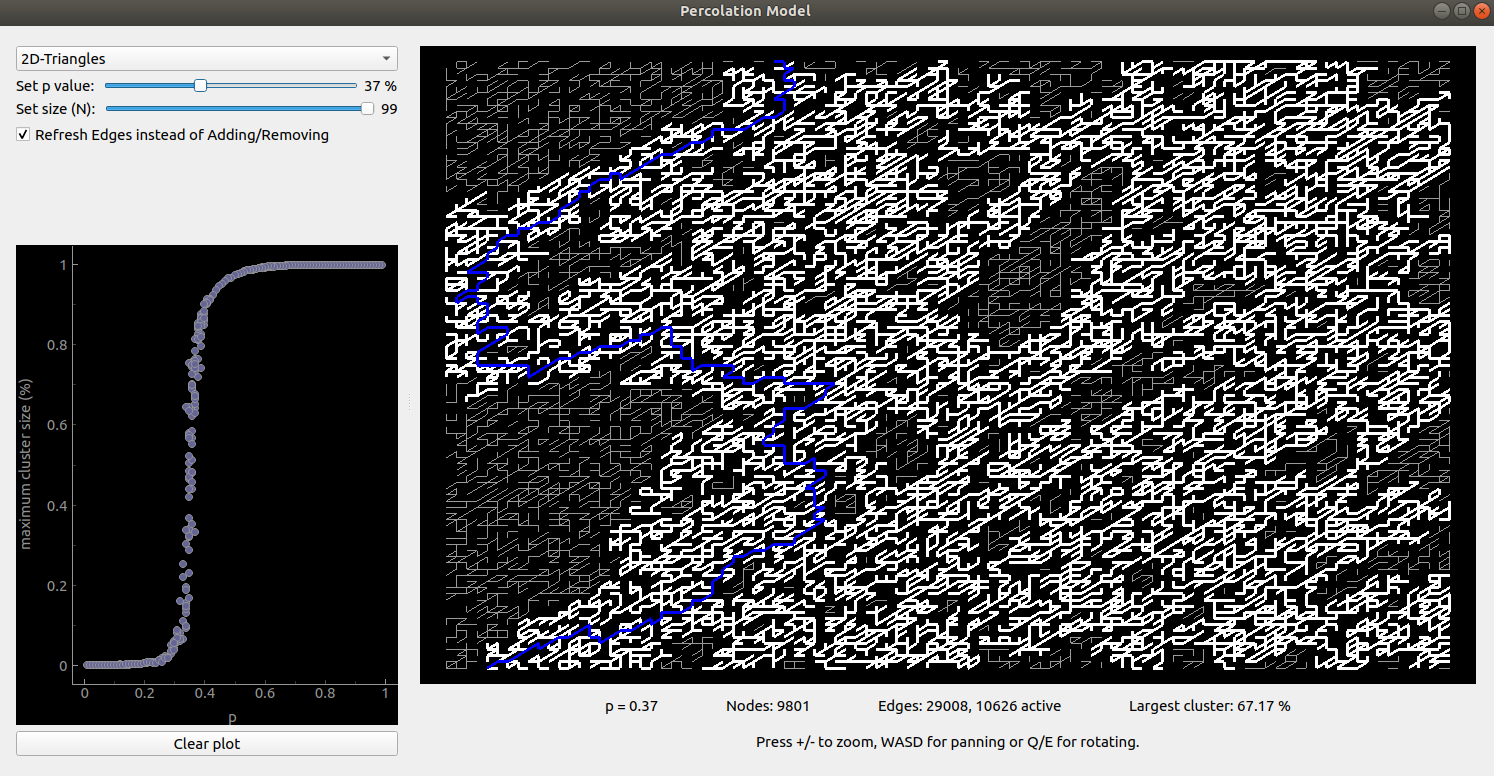 Percolation Model
2D-Triangles
Set p value: 37 %
Set size (N): 99
Refresh Edges instead of Adding/Removing
1
0.8
0.6
0.4
0.2
0
maximum cluster size (%)
0 0.2 0.4 0.6 0.8 1
p
Clear plot
p = 0.37 Nodes: 9801 Edges: 29008, 10626 active Largest cluster: 67.17 %
Press +/- to zoom, WASD for panning or Q/E for rotating.